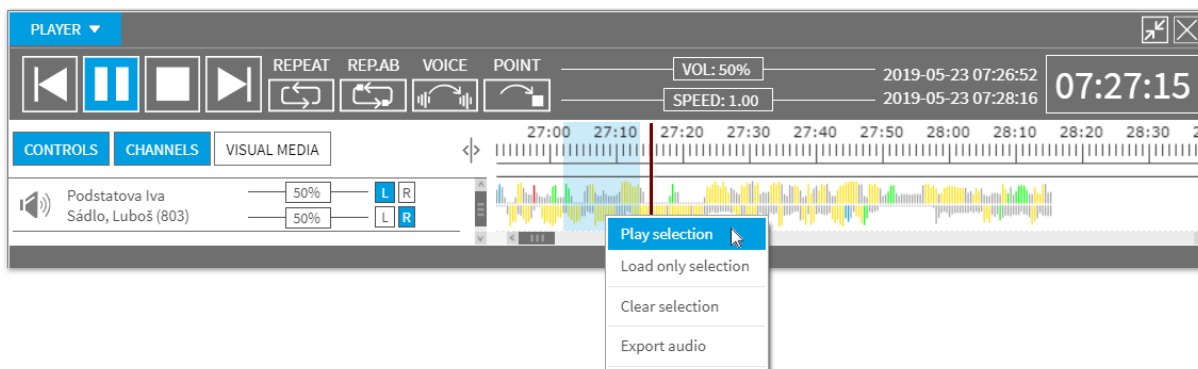 PLAYER
REPEAT REP.AB VOICE POINT
VOL: 50%
SPEED: 1.00
2019-05-23 07:26:52
2019-05-23 07:28:16
07:27:15
CONTROLS CHANNELS VISUAL MEDIA
27:00 27:10 27:20 27:30 27:40 27:50 28:00 28:10 28:20 28:30
Podstatova Iva 50% L R
Sádlo, Luboš (803) 50% L R
Play selection
Load only selection
Clear selection
Export audio